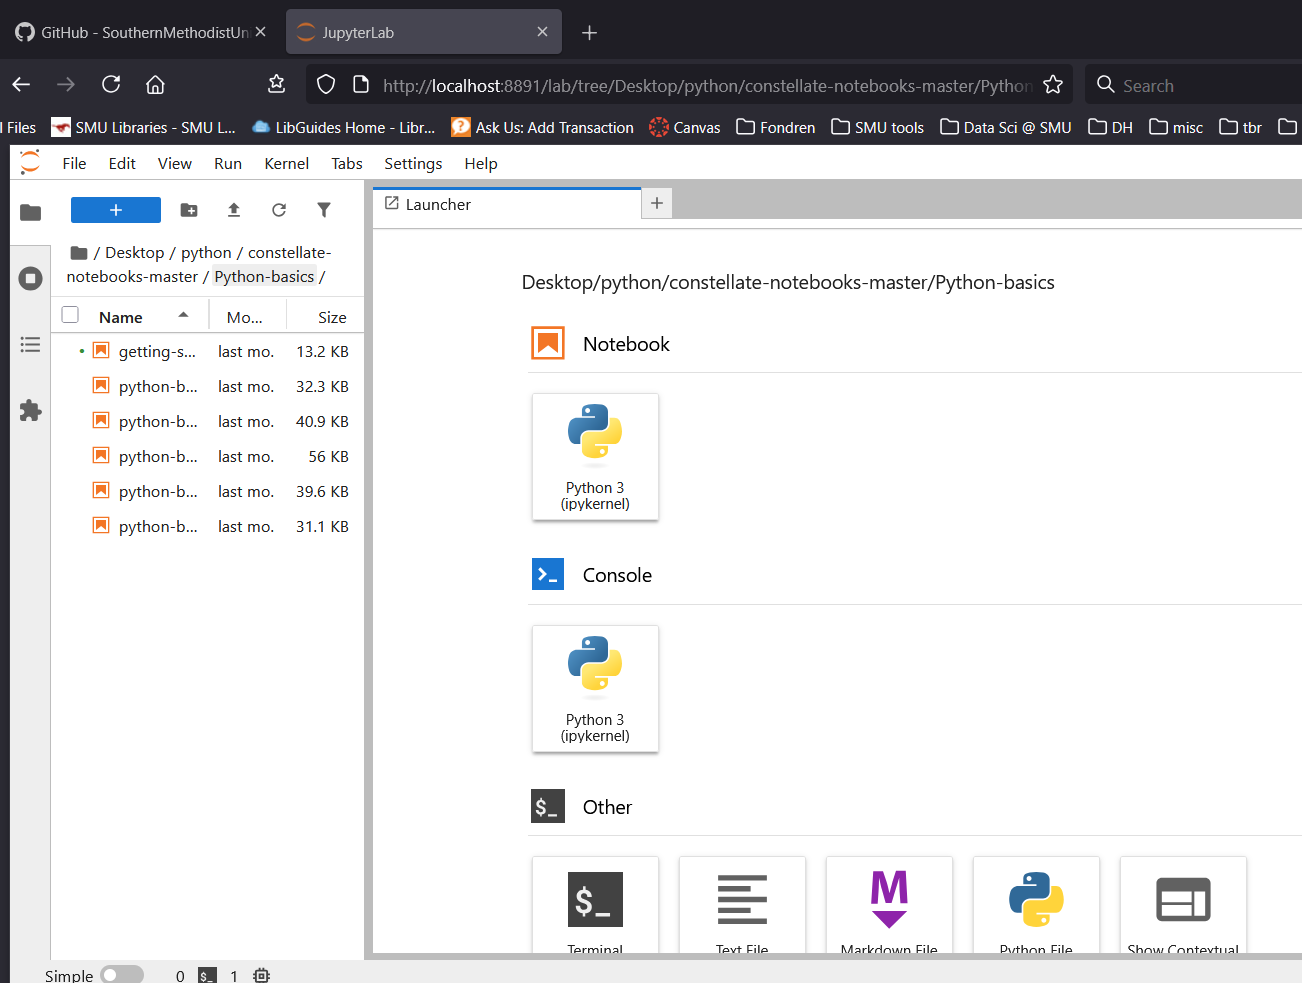 GitHub - SouthernMethodistUni
JupyterLab
http://localhost:8891/lab/tree/Desktop/python/constellate-notebooks-master/Python
Search
l Files
SMU Libraries - SMU L...
LibGuides Home - Libr...
Ask Us: Add Transaction
Canvas
Fondren
SMU tools
Data Sci @ SMU
DH
misc
tbr
File Edit View Run Kernel Tabs Settings Help
/ Desktop / python / constellate-
notebooks-master / Python-basics /
Name Mo... Size
getting-s... last mo. 13.2 KB
python-b... last mo. 32.3 KB
python-b... last mo. 40.9 KB
python-b... last mo. 56 KB
python-b... last mo. 39.6 KB
python-b... last mo. 31.1 KB
Launcher
Desktop/python/constellate-notebooks-master/Python-basics
Notebook
Python 3
(ipykernel)
Console
Python 3
(ipykernel)
$_ Other
$_
Terminal
Text File
M
Markdown File
Python File
Show Contextual
Simple 0 $_ 1